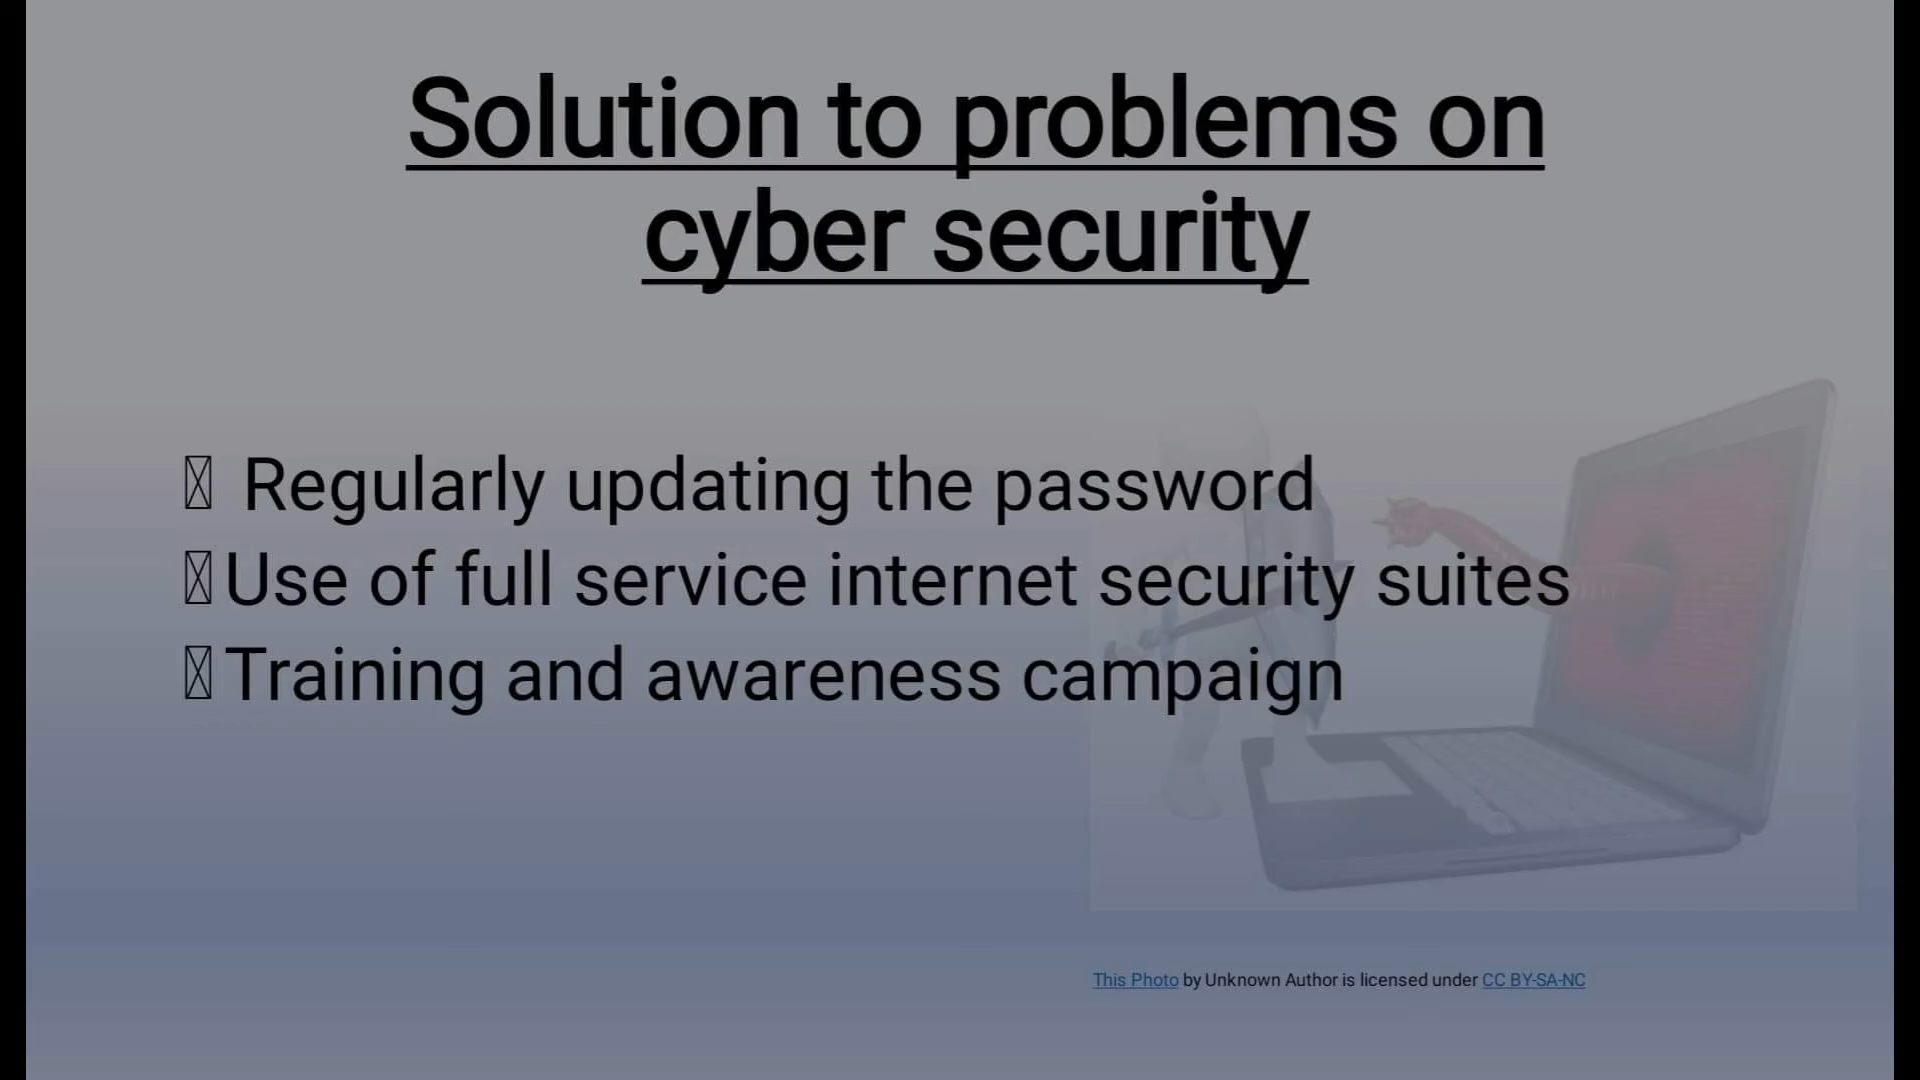 Solution to problems on
cyber security
Regularly updating the password
Use of full service internet security suites
Training and awareness campaign
This Photo by Unknown Author is licensed under CC BY-SA-NC